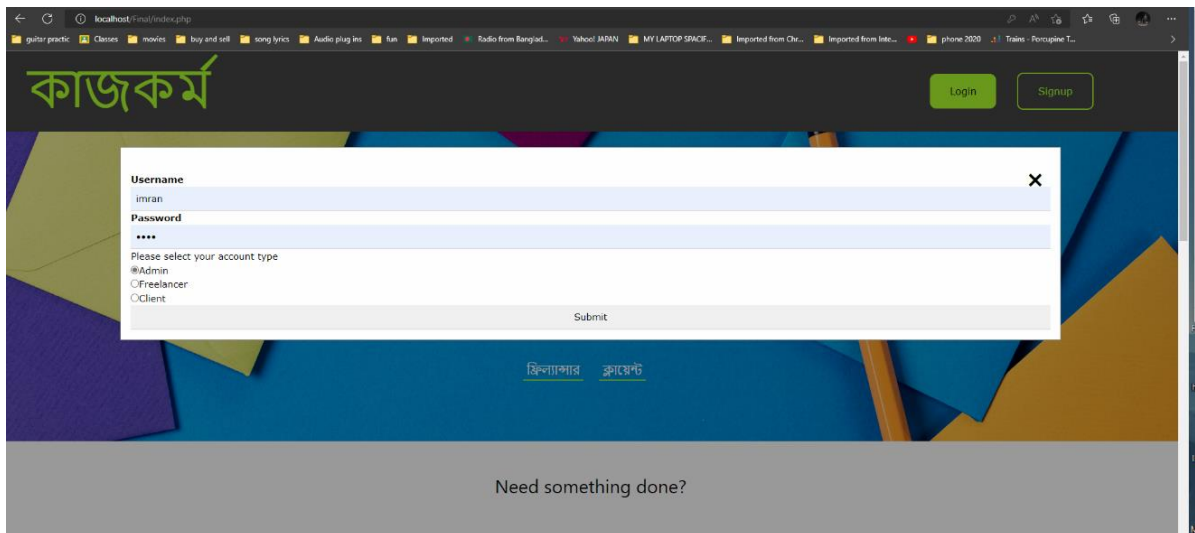 localhost/Final/index.php
guitar practic Classes movies buy and sell song lyrics Audio plug ins fun Imported Radio from Banglad... Yahoo! JAPAN MY LAPTOP SPACIF... Imported from Chr... Imported from Inte... phone 2020 Trains - Porcupine T...
কাজকর্ম
Login Signup
Username
imran
Password
••••
Please select your account type
Admin
Freelancer
Client
Submit
ফ্রিল্যান্সার ক্লায়েন্ট
Need something done?